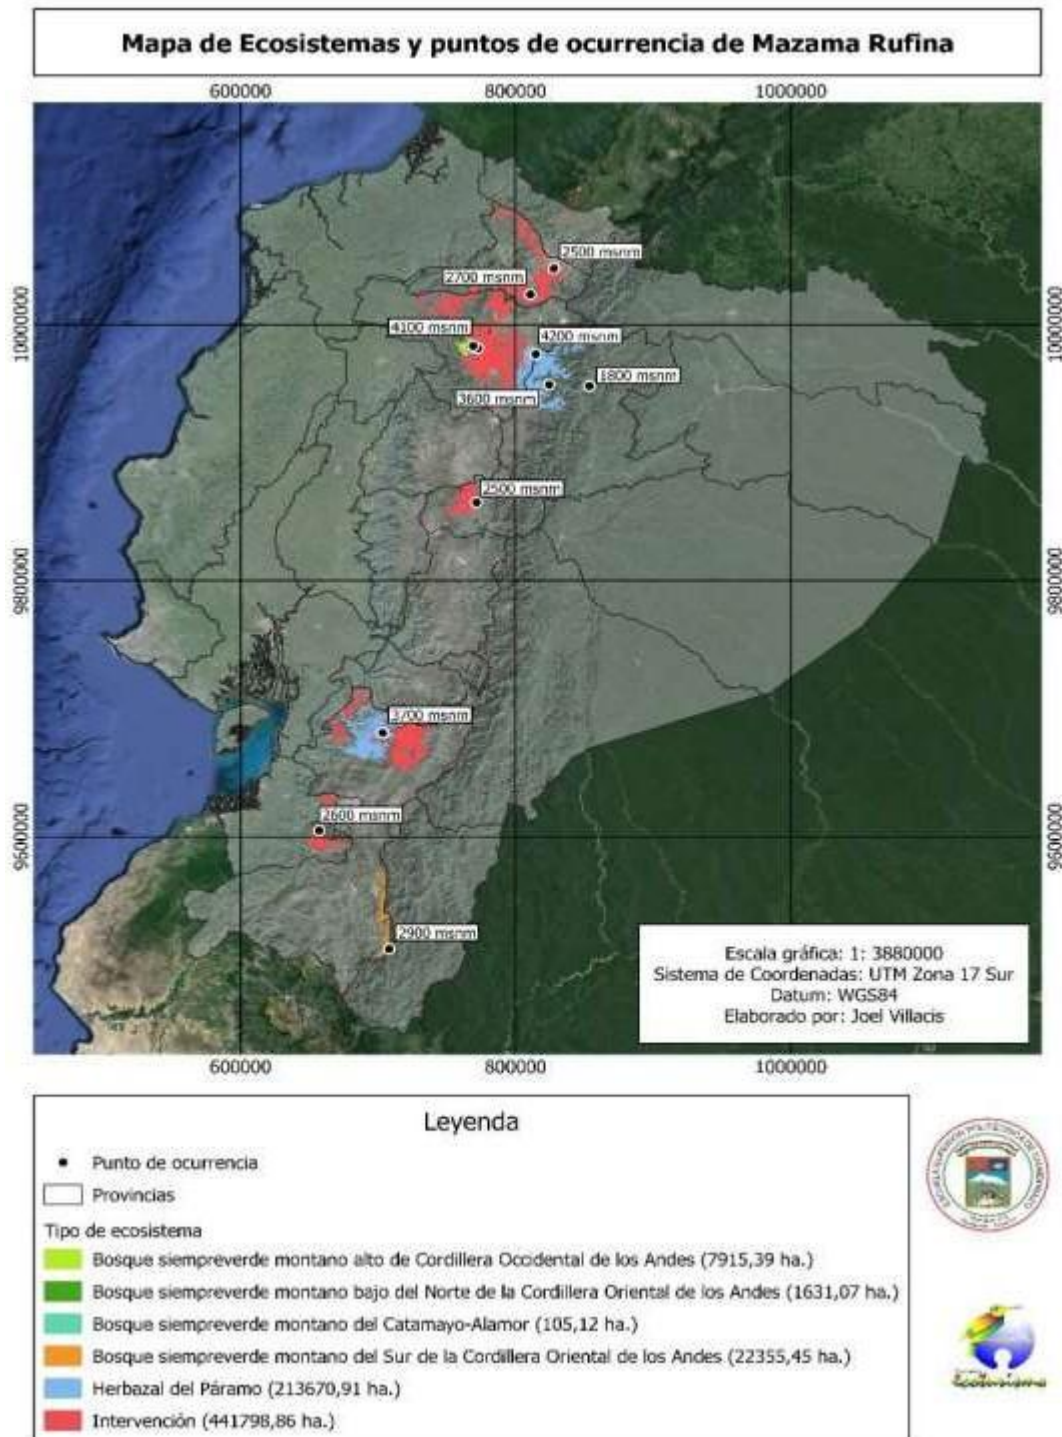 Mapa de Ecosistemas y puntos de ocurrencia de Mazama Rufina
600000 800000 1000000
2500 msnm
2700 msnm
10000000 10000000
4100 msnm 4200 msnm
1800 msnm
3600 msnm
2500 msnm
9800000 9800000
3700 msnm
2600 msnm
9600000 9600000
2900 msnm
Escala gráfica: 1: 3880000
Sistema de Coordenadas: UTM Zona 17 Sur
Datum: WGS84
Elaborado por: Joel Villacis
600000 800000 1000000
Leyenda
Punto de ocurrencia
Provincias
Tipo de ecosistema
Bosque siempreverde montano alto de Cordillera Occidental de los Andes (7915,39 ha.)
Bosque siempreverde montano bajo del Norte de la Cordillera Oriental de los Andes (1631,07 ha.)
Bosque siempreverde montano del Catamayo-Alamor (105,12 ha.)
Bosque siempreverde montano del Sur de la Cordillera Oriental de los Andes (22355,45 ha.)
Herbazal del Páramo (213670,91 ha.)
Intervención (441798,86 ha.)